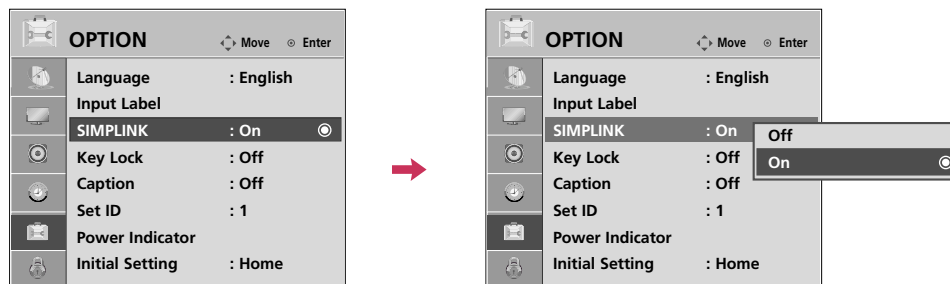 OPTION Move Enter
Language : English
Input Label
SIMPLINK : On
Key Lock : Off
Caption : Off
Set ID : 1
Power Indicator
Initial Setting : Home
OPTION Move Enter
Language : English
Input Label
SIMPLINK : On
Key Lock : Off
Caption : Off
Set ID : 1
Power Indicator
Initial Setting : Home
Off
On